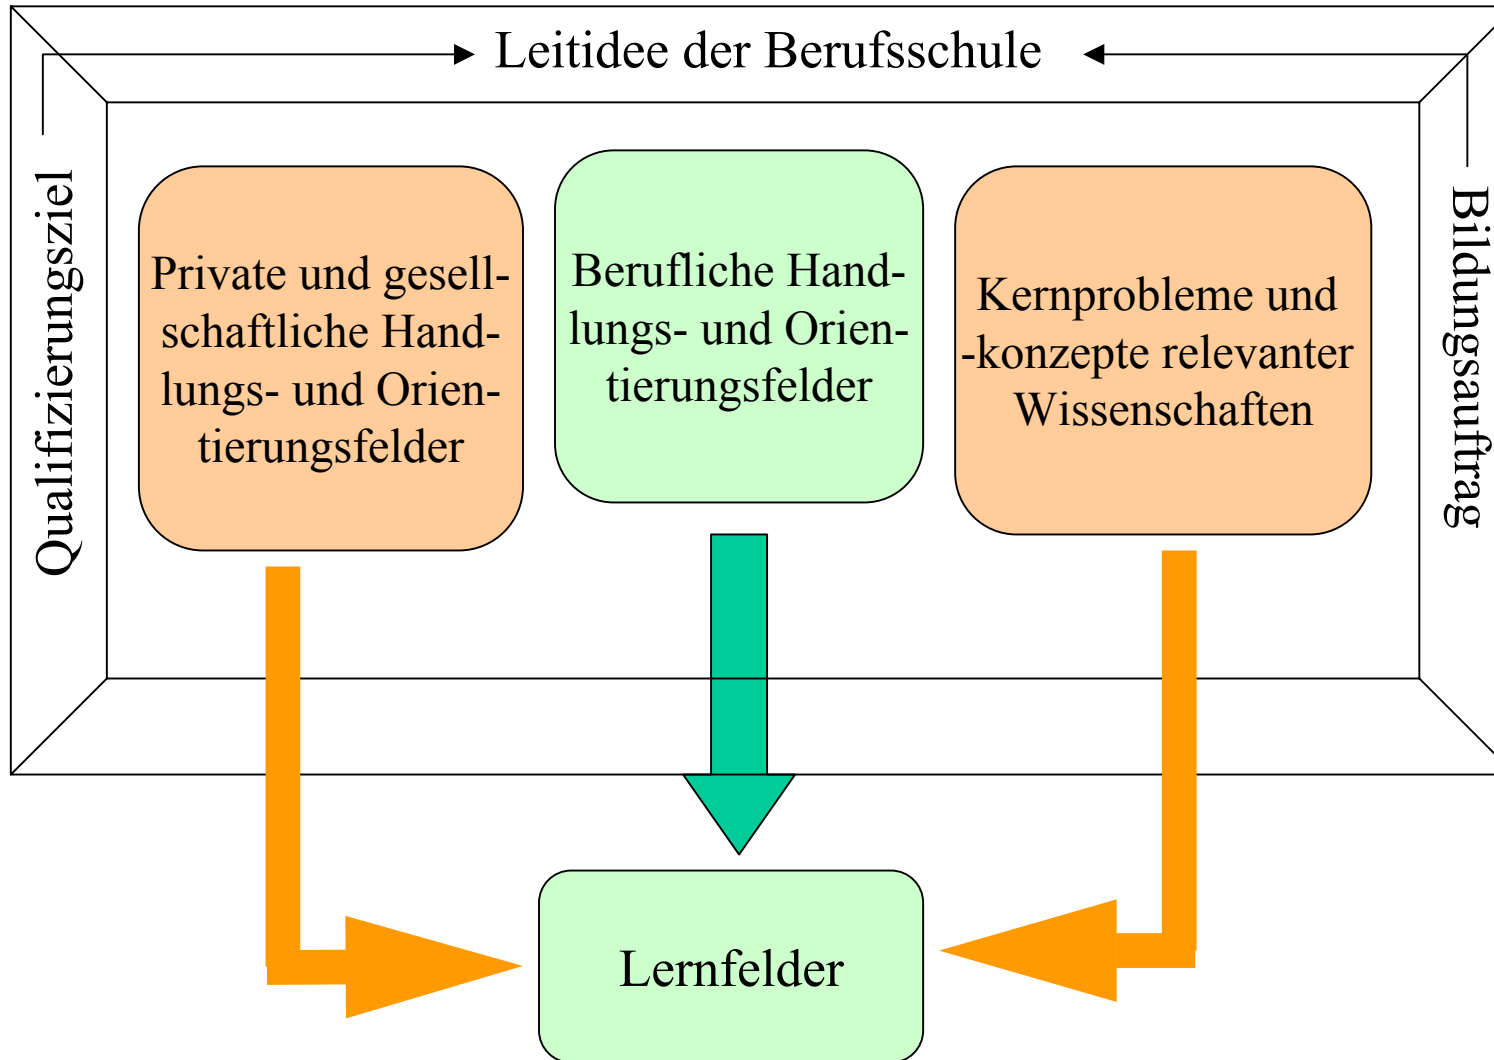 Leitidee der Berufsschule
Qualifizierungsziel
Private und gesell-
schaftliche Hand-
lungs- und Orien-
tierungsfelder
Berufliche Hand-
lungs- und Orien-
tierungsfelder
Kernprobleme und
-konzepte relevanter
Wissenschaften
Bildungsauftrag
Lernfelder